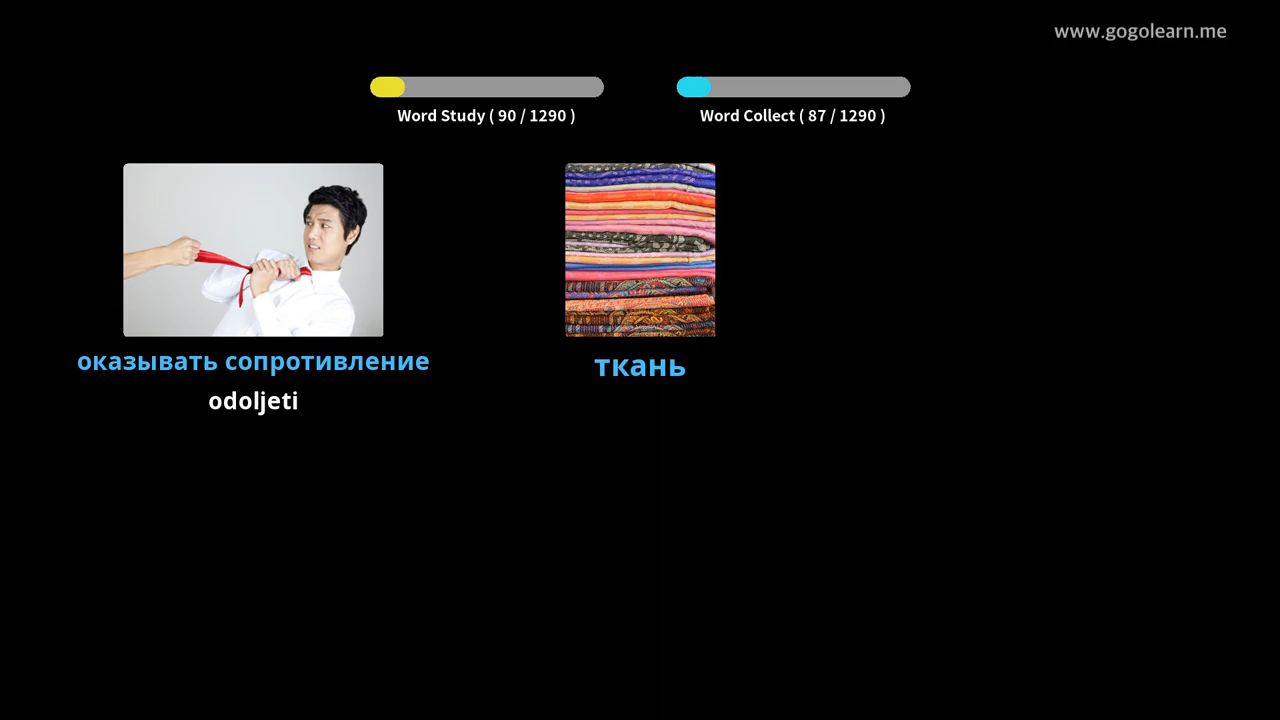 www.gogolearn.me
Word Study ( 90 / 1290 )
Word Collect ( 87 / 1290 )
оказывать сопротивление
odoljeti
ткань